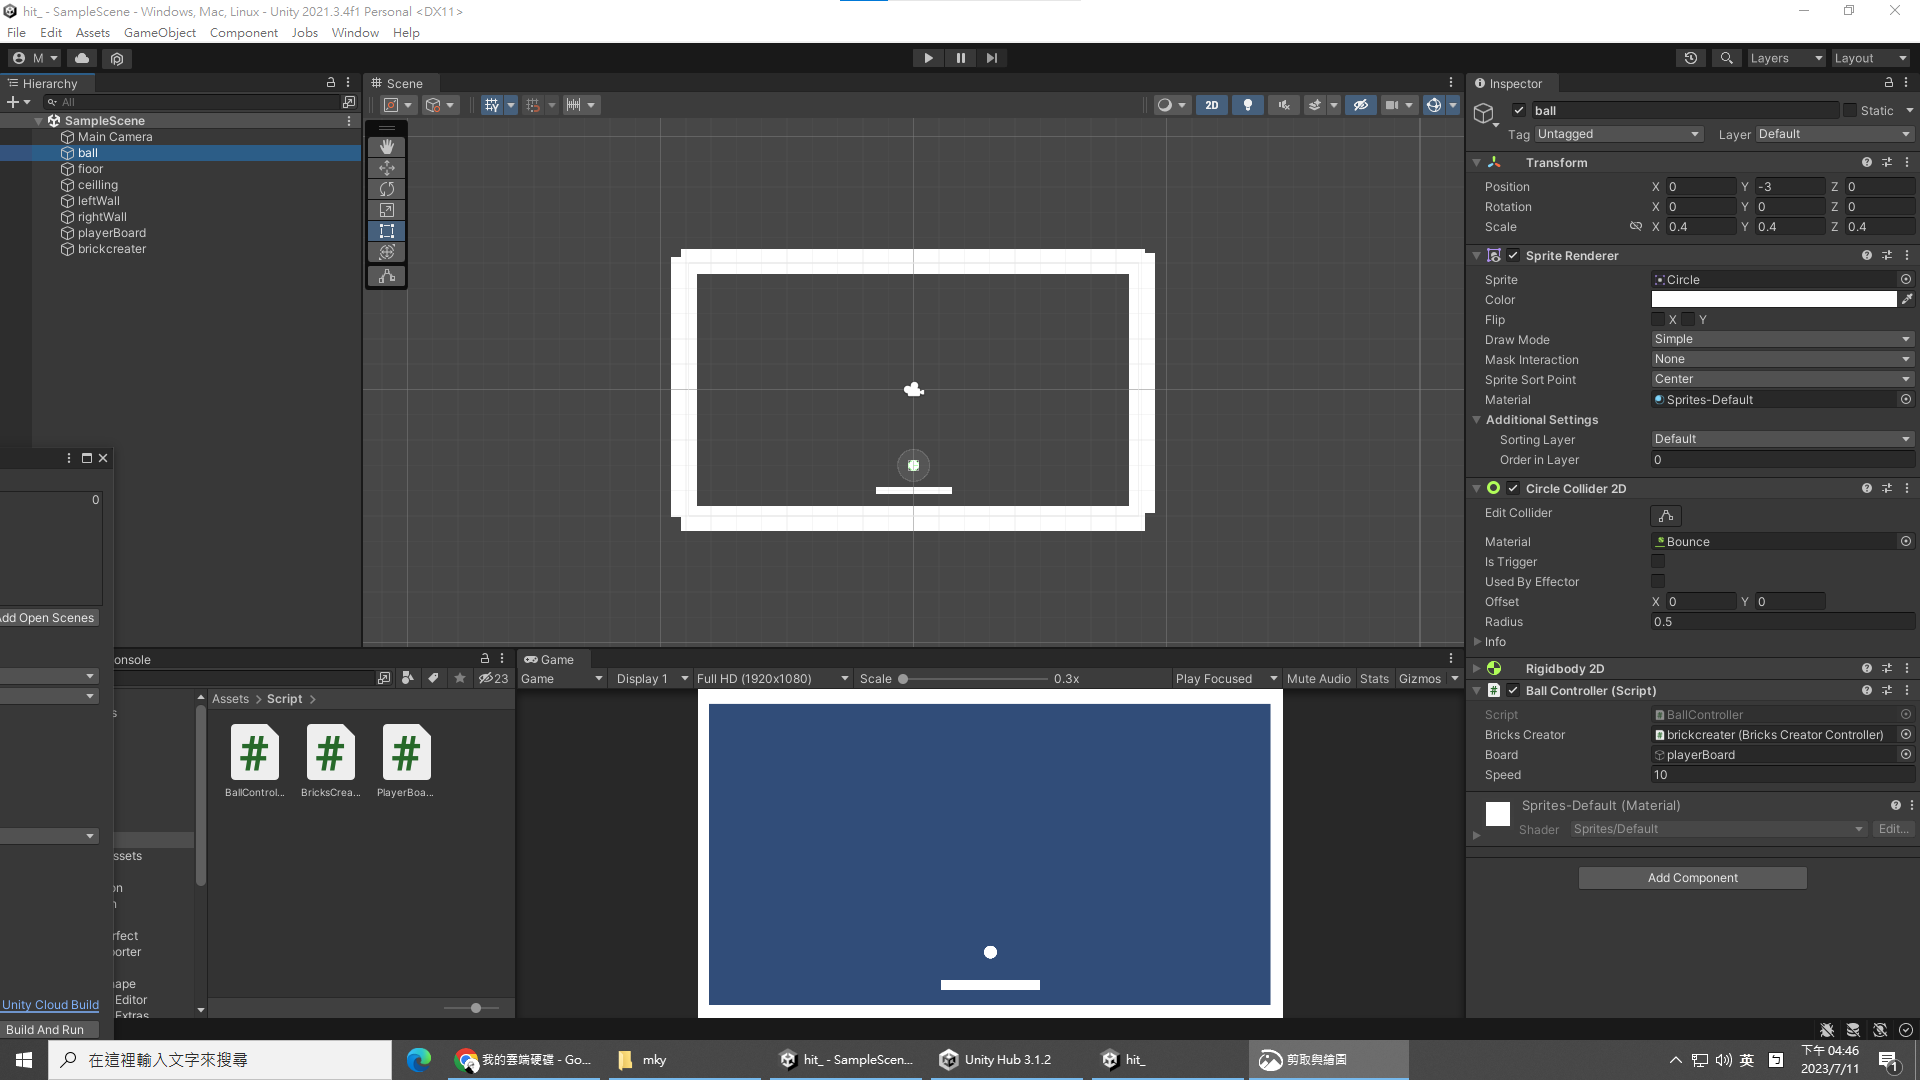 hit_ - SampleScene - Windows, Mac, Linux - Unity 2021.3.4f1 Personal <DX11>
File Edit Assets GameObject Component Jobs Window Help
M
Layers
Layout
Hierarchy
All
SampleScene
Main Camera
ball
fioor
ceilling
leftWall
rightWall
playerBoard
brickcreater
Scene
2D
Inspector
ball
Static
Tag Untagged
Layer Default
Transform
Position X 0 Y -3 Z 0
Rotation X 0 Y 0 Z 0
Scale X 0.4 Y 0.4 Z 0.4
Sprite Renderer
Sprite Circle
Color
Flip X Y
Draw Mode Simple
Mask Interaction None
Sprite Sort Point Center
Material Sprites-Default
Additional Settings
Sorting Layer Default
Order in Layer 0
Circle Collider 2D
Edit Collider
Material Bounce
Is Trigger
Used By Effector
Offset X 0 Y 0
Radius 0.5
Info
Rigidbody 2D
Ball Controller (Script)
Script BallController
Bricks Creator brickcreater (Bricks Creator Controller)
Board playerBoard
Speed 10
Sprites-Default (Material)
Shader Sprites/Default Edit...
Add Component
0
Add Open Scenes
Unity Cloud Build
Build And Run
onsole
23
Assets > Script >
BallControl...
BricksCrea...
PlayerBoa...
s
ssets
on
n
rfect
orter
hape
Editor
Extras
Game
Game Display 1 Full HD (1920x1080) Scale 0.3x Play Focused Mute Audio Stats Gizmos
在這裡輸入文字來搜尋
我的雲端硬碟 - Go...
mky
hit_ - SampleScen...
Unity Hub 3.1.2
hit_
剪取與繪圖
英
下午 04:46
2023/7/11
1